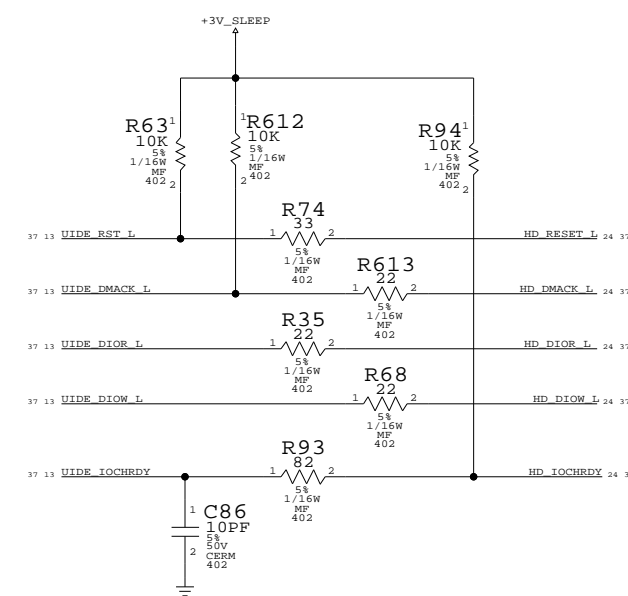 +3V_SLEEP
R63
1
10K
5%
1/16W
MF
402
2
1
R612
10K
5%
1/16W
MF
402
2
R94
1
10K
5%
1/16W
MF
402
2
37 13 UIDE_RST_L
1
R74
33
2
5%
1/16W
MF
402
HD_RESET_L 24 37
37 13 UIDE_DMACK_L
1
R613
22
2
5%
1/16W
MF
402
HD_DMACK_L 24 37
37 13 UIDE_DIOR_L
1
R35
22
2
5%
1/16W
MF
402
HD_DIOR_L 24 37
37 13 UIDE_DIOW_L
1
R68
22
2
5%
1/16W
MF
402
HD_DIOW_L 24 37
37 13 UIDE_IOCHRDY
1
R93
82
2
5%
1/16W
MF
402
HD_IOCHRDY 24 3
1
C86
10PF
5%
50V
CERM
402
2